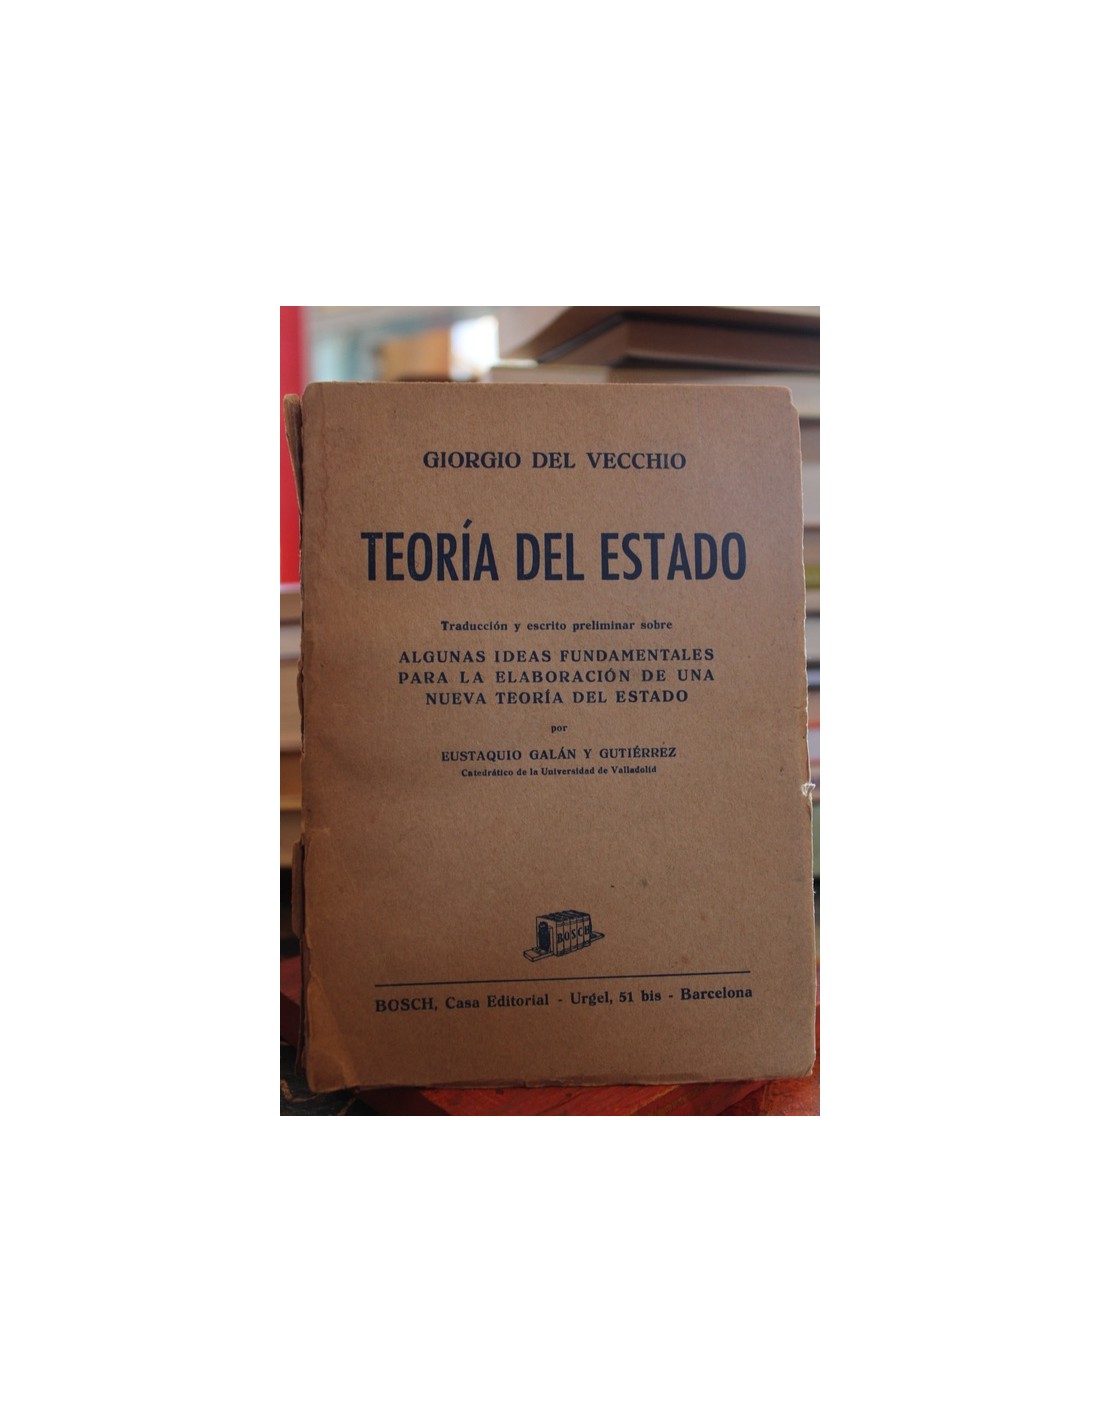 GIORGIO DEL VECCHIO
TEORÍA DEL ESTADO
Traducción y escrito preliminar sobre
ALGUNAS IDEAS FUNDAMENTALES
PARA LA ELABORACIÓN DE UNA
NUEVA TEORÍA DEL ESTADO
por
EUSTAQUIO GALÁN Y GUTIÉRREZ
Catedrático de la Universidad de Valladolid
BOSCH
BOSCH, Casa Editorial - Urgel, 51 bis - Barcelona